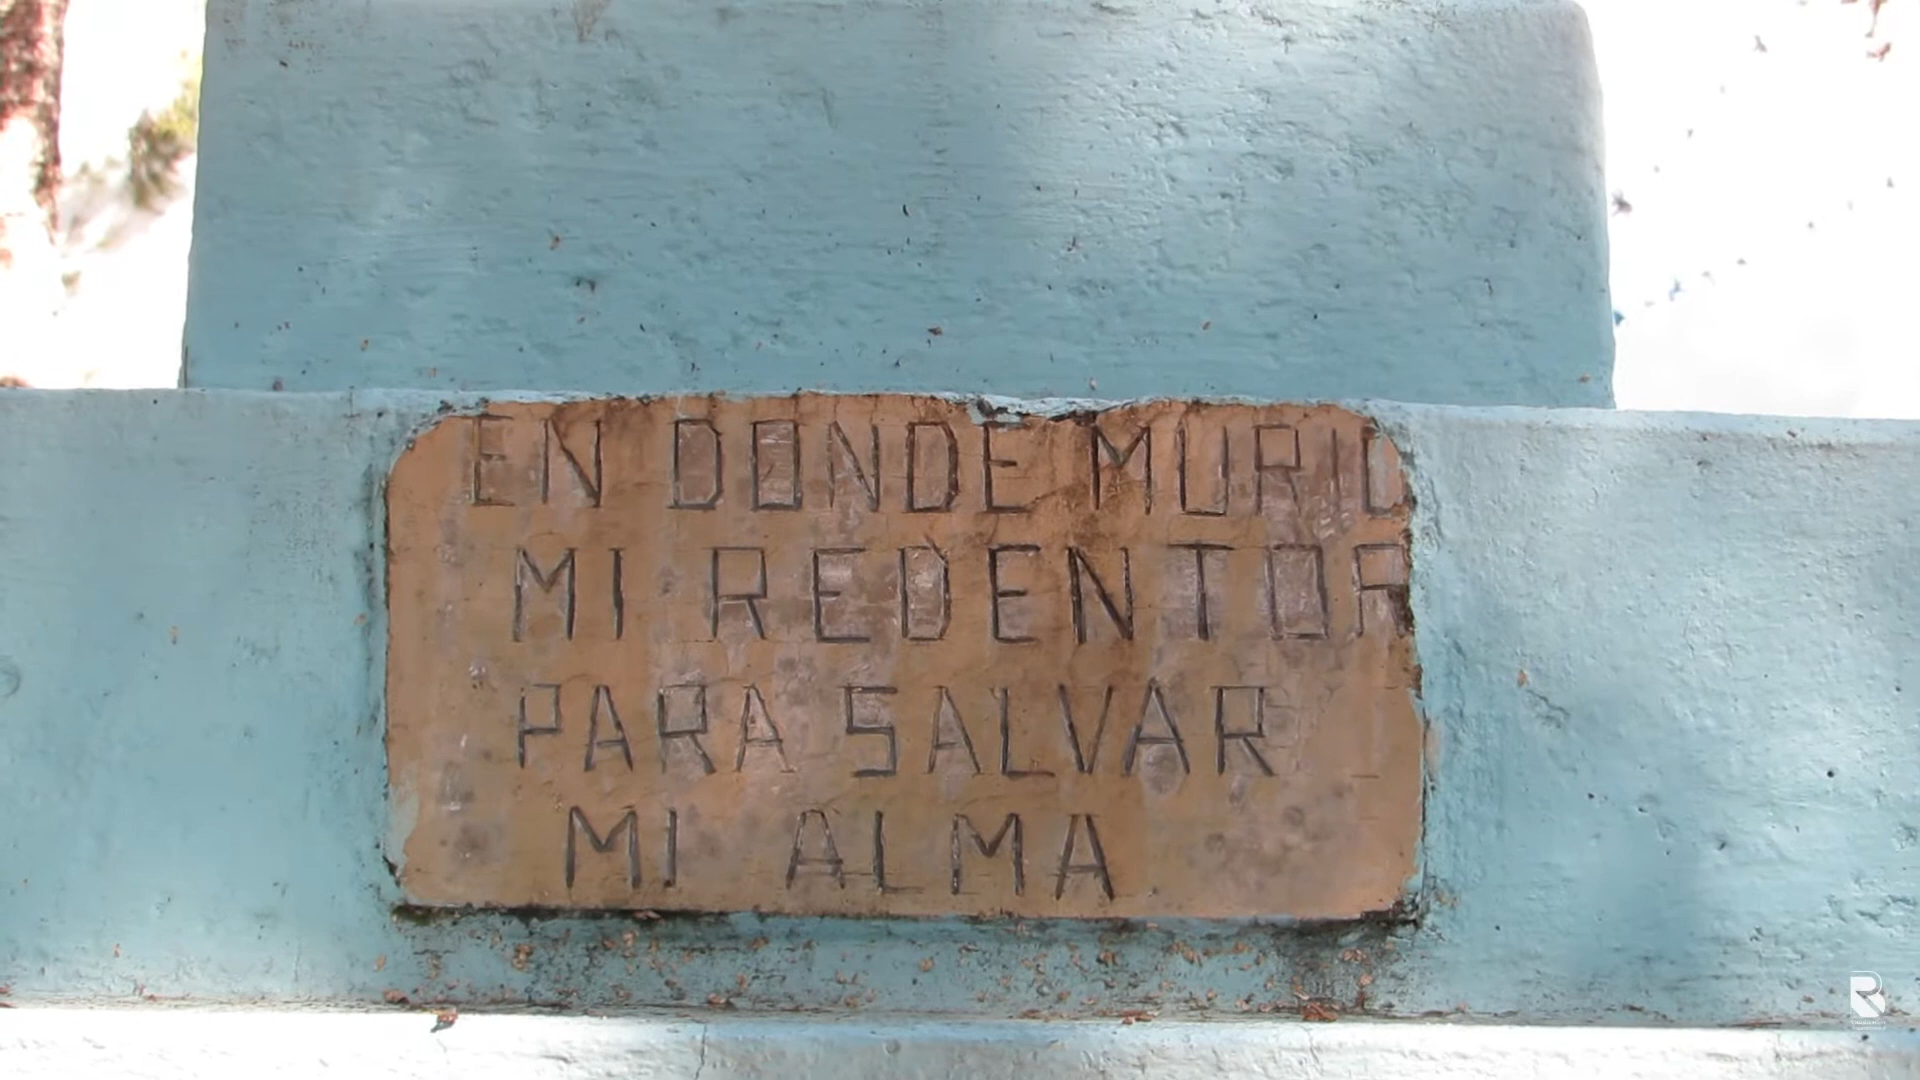 EN DONDE MURIO
MI REDENTOR
PARA SALVAR
MI ALMA